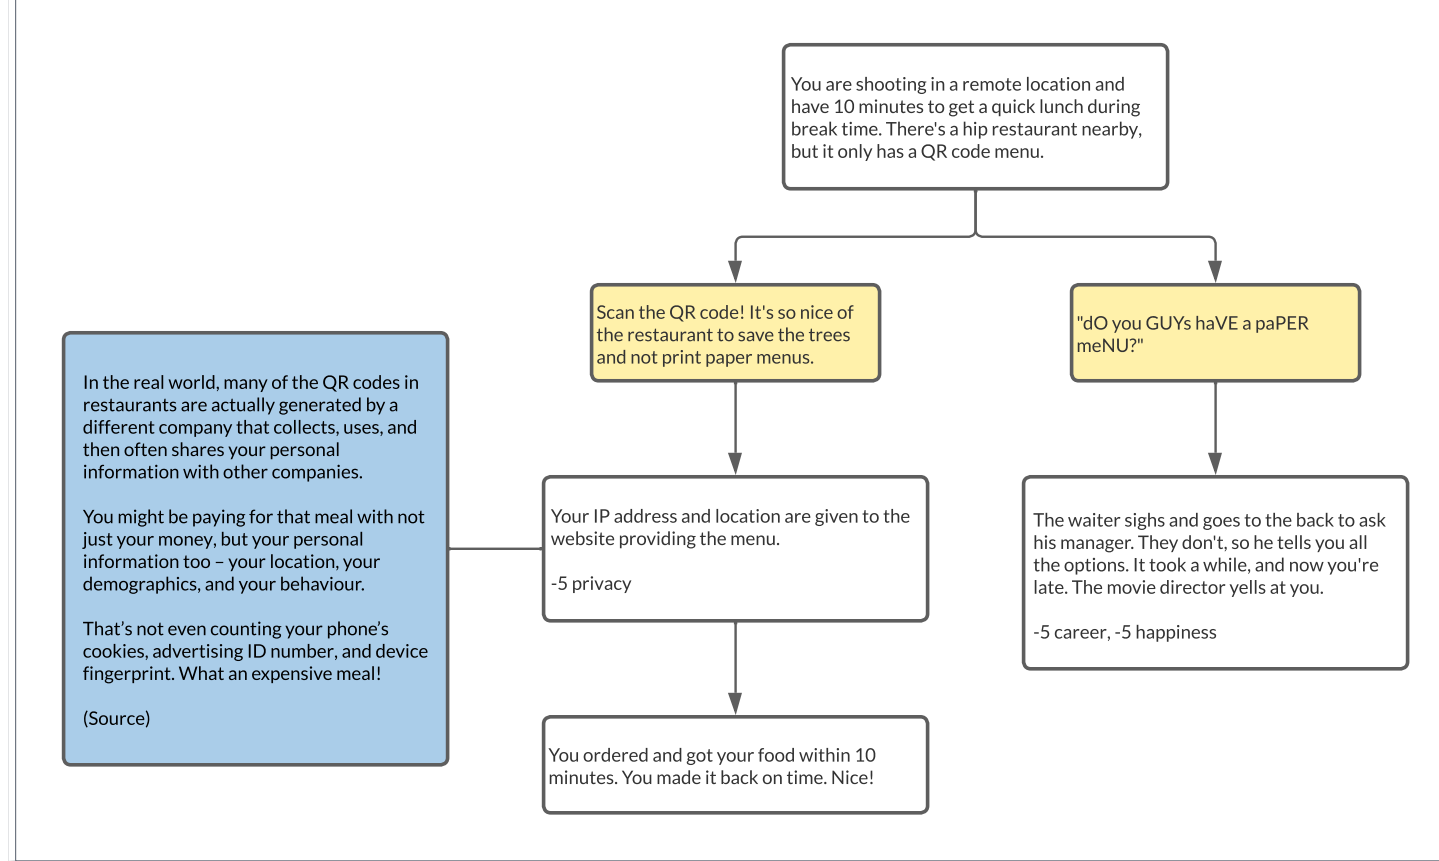 You are shooting in a remote location and
have 10 minutes to get a quick lunch during
break time. There's a hip restaurant nearby,
but it only has a QR code menu.
Scan the QR code! It's so nice of
the restaurant to save the trees
and not print paper menus.
"dO you GUYs haVE a paPER
meNU?"
In the real world, many of the QR codes in
restaurants are actually generated by a
different company that collects, uses, and
then often shares your personal
information with other companies.
You might be paying for that meal with not
just your money, but your personal
information too – your location, your
demographics, and your behaviour.
That’s not even counting your phone’s
cookies, advertising ID number, and device
fingerprint. What an expensive meal!
(Source)
Your IP address and location are given to the
website providing the menu.
-5 privacy
The waiter sighs and goes to the back to ask
his manager. They don't, so he tells you all
the options. It took a while, and now you're
late. The movie director yells at you.
-5 career, -5 happiness
You ordered and got your food within 10
minutes. You made it back on time. Nice!